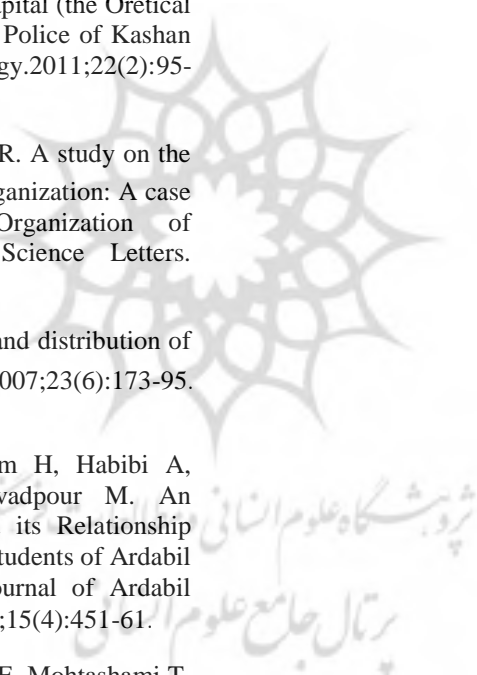 pital (the Oretical
Police of Kashan
gy.2011;22(2):95-
R. A study on the
ganization: A case
Organization of
Science Letters.
and distribution of
007;23(6):173-95.
m H, Habibi A,
vadpour M. An
its Relationship
tudents of Ardabil
urnal of Ardabil
;15(4):451-61.
پژوهشگاه علوم انسانی و مطالعات
پرتال جامع علوم انسانی
E, Mohtashami T,